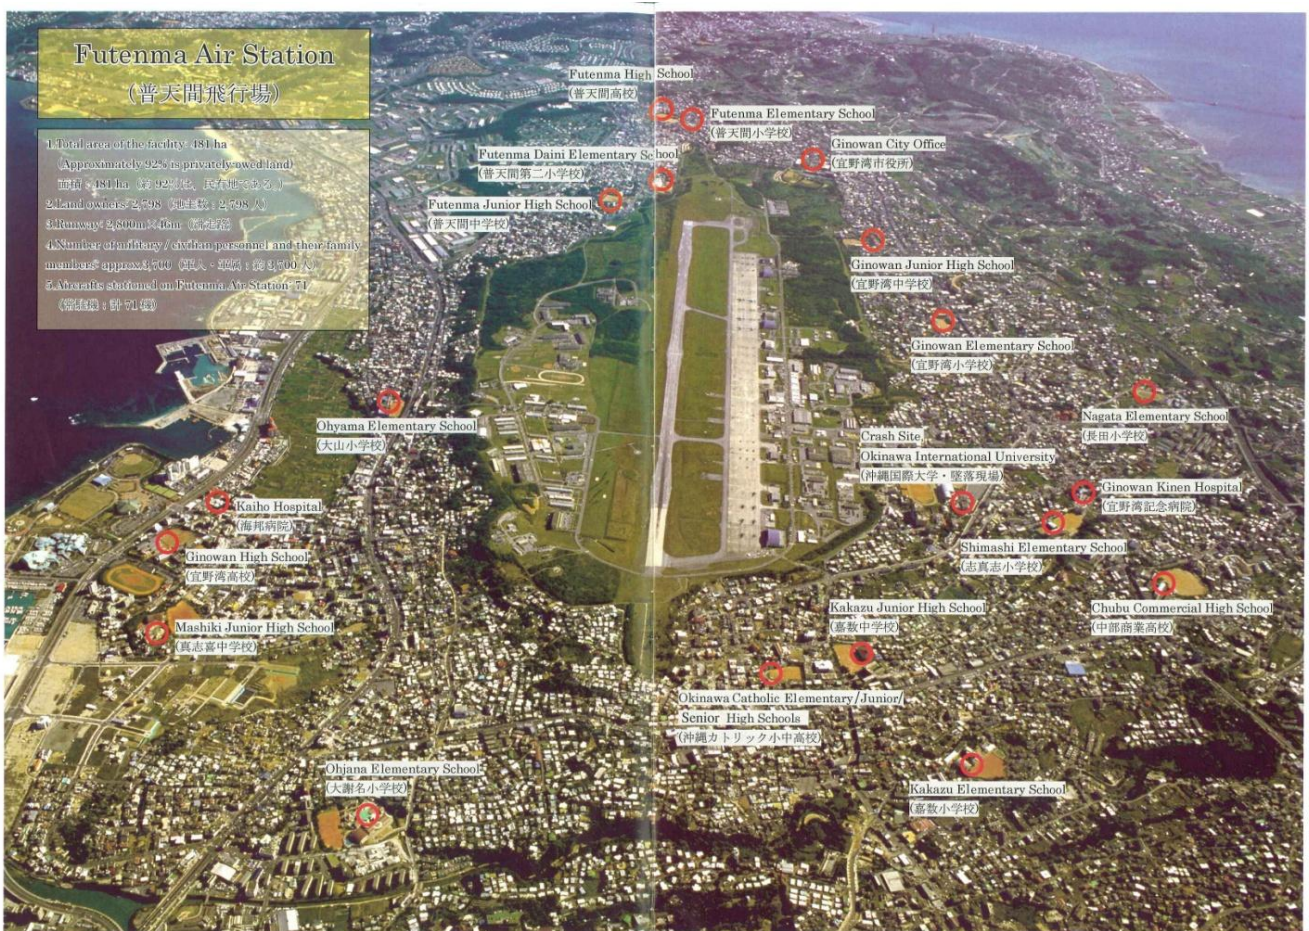 Futenma Air Station
(普天間飛行場)
1.Total area of the facility: 481 ha
(Approximately 92% is privately owed land)
面積：481 ha (約 92%は、民有地である。)
2.Land owners: 2,798 (地主数：2,798 人)
3.Runway: 2,800m×46m (滑走路)
4.Number of military / civilian personnel and their family
members: approx.3,700 (軍人・軍属：約 3,700 人)
5.Aircrafts stationed on Futenma Air Station: 71
(常駐機：計 71 機)
Futenma High School
(普天間高校)
Futenma Elementary School
(普天間小学校)
Ginowan City Office
(宜野湾市役所)
Futenma Daini Elementary School
(普天間第二小学校)
Futenma Junior High School
(普天間中学校)
Ginowan Junior High School
(宜野湾中学校)
Ginowan Elementary School
(宜野湾小学校)
Nagata Elementary School
(長田小学校)
Ohyama Elementary School
(大山小学校)
Crash Site,
Okinawa International University
(沖縄国際大学・墜落現場)
Ginowan Kinen Hospital
(宜野湾記念病院)
Kaiho Hospital
(海邦病院)
Shimashi Elementary School
(志真志小学校)
Ginowan High School
(宜野湾高校)
Chubu Commercial High School
(中部商業高校)
Kakazu Junior High School
(嘉数中学校)
Mashiki Junior High School
(真志喜中学校)
Okinawa Catholic Elementary/Junior/
Senior High Schools
(沖縄カトリック小中高校)
Ohjana Elementary School
(大謝名小学校)
Kakazu Elementary School
(嘉数小学校)